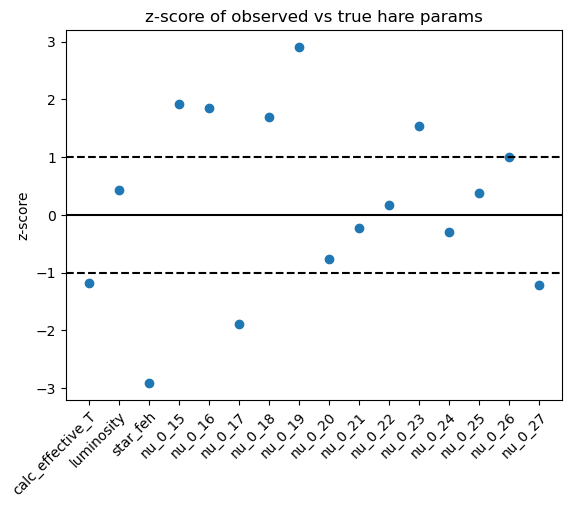 z-score of observed vs true hare params
z-score
3
2
1
0
−1
−2
−3
calc_effective_T
luminosity
star_feh
nu_0_15
nu_0_16
nu_0_17
nu_0_18
nu_0_19
nu_0_20
nu_0_21
nu_0_22
nu_0_23
nu_0_24
nu_0_25
nu_0_26
nu_0_27